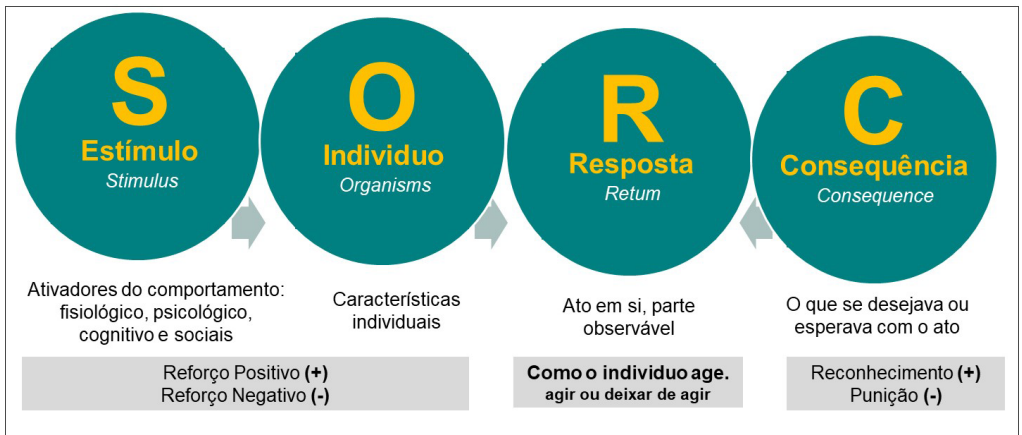 S
Estímulo
Stimulus
O
Individuo
Organisms
R
Resposta
Retum
C
Consequência
Consequence
Ativadores do comportamento:
fisiológico, psicológico,
cognitivo e sociais
Características
individuais
Ato em si, parte
observável
O que se desejava ou
esperava com o ato
Reforço Positivo (+)
Reforço Negativo (-)
Como o individuo age.
agir ou deixar de agir
Reconhecimento (+)
Punição (-)